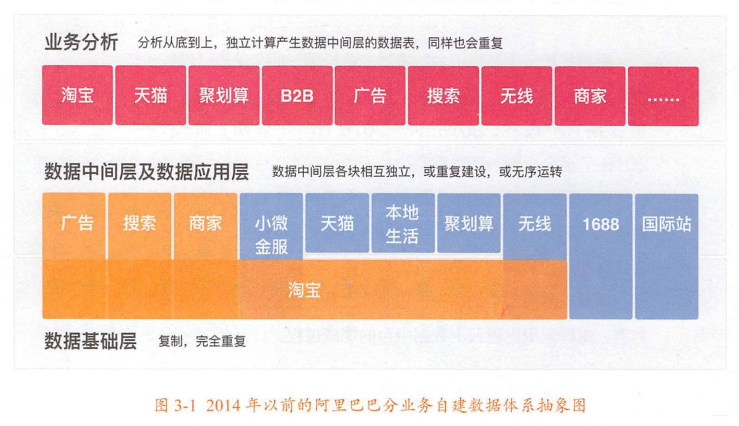 业务分析 分析从底到上，独立计算产生数据中间层的数据表，同样也会重复
淘宝 天猫 聚划算 B2B 广告 搜索 无线 商家 ……
数据中间层及数据应用层 数据中间层各块相互独立，或重复建设，或无序运转
广告 搜索 商家 小微金服 天猫 本地生活 聚划算 无线 1688 国际站
淘宝
数据基础层 复制，完全重复
图 3-1 2014 年以前的阿里巴巴分业务自建数据体系抽象图